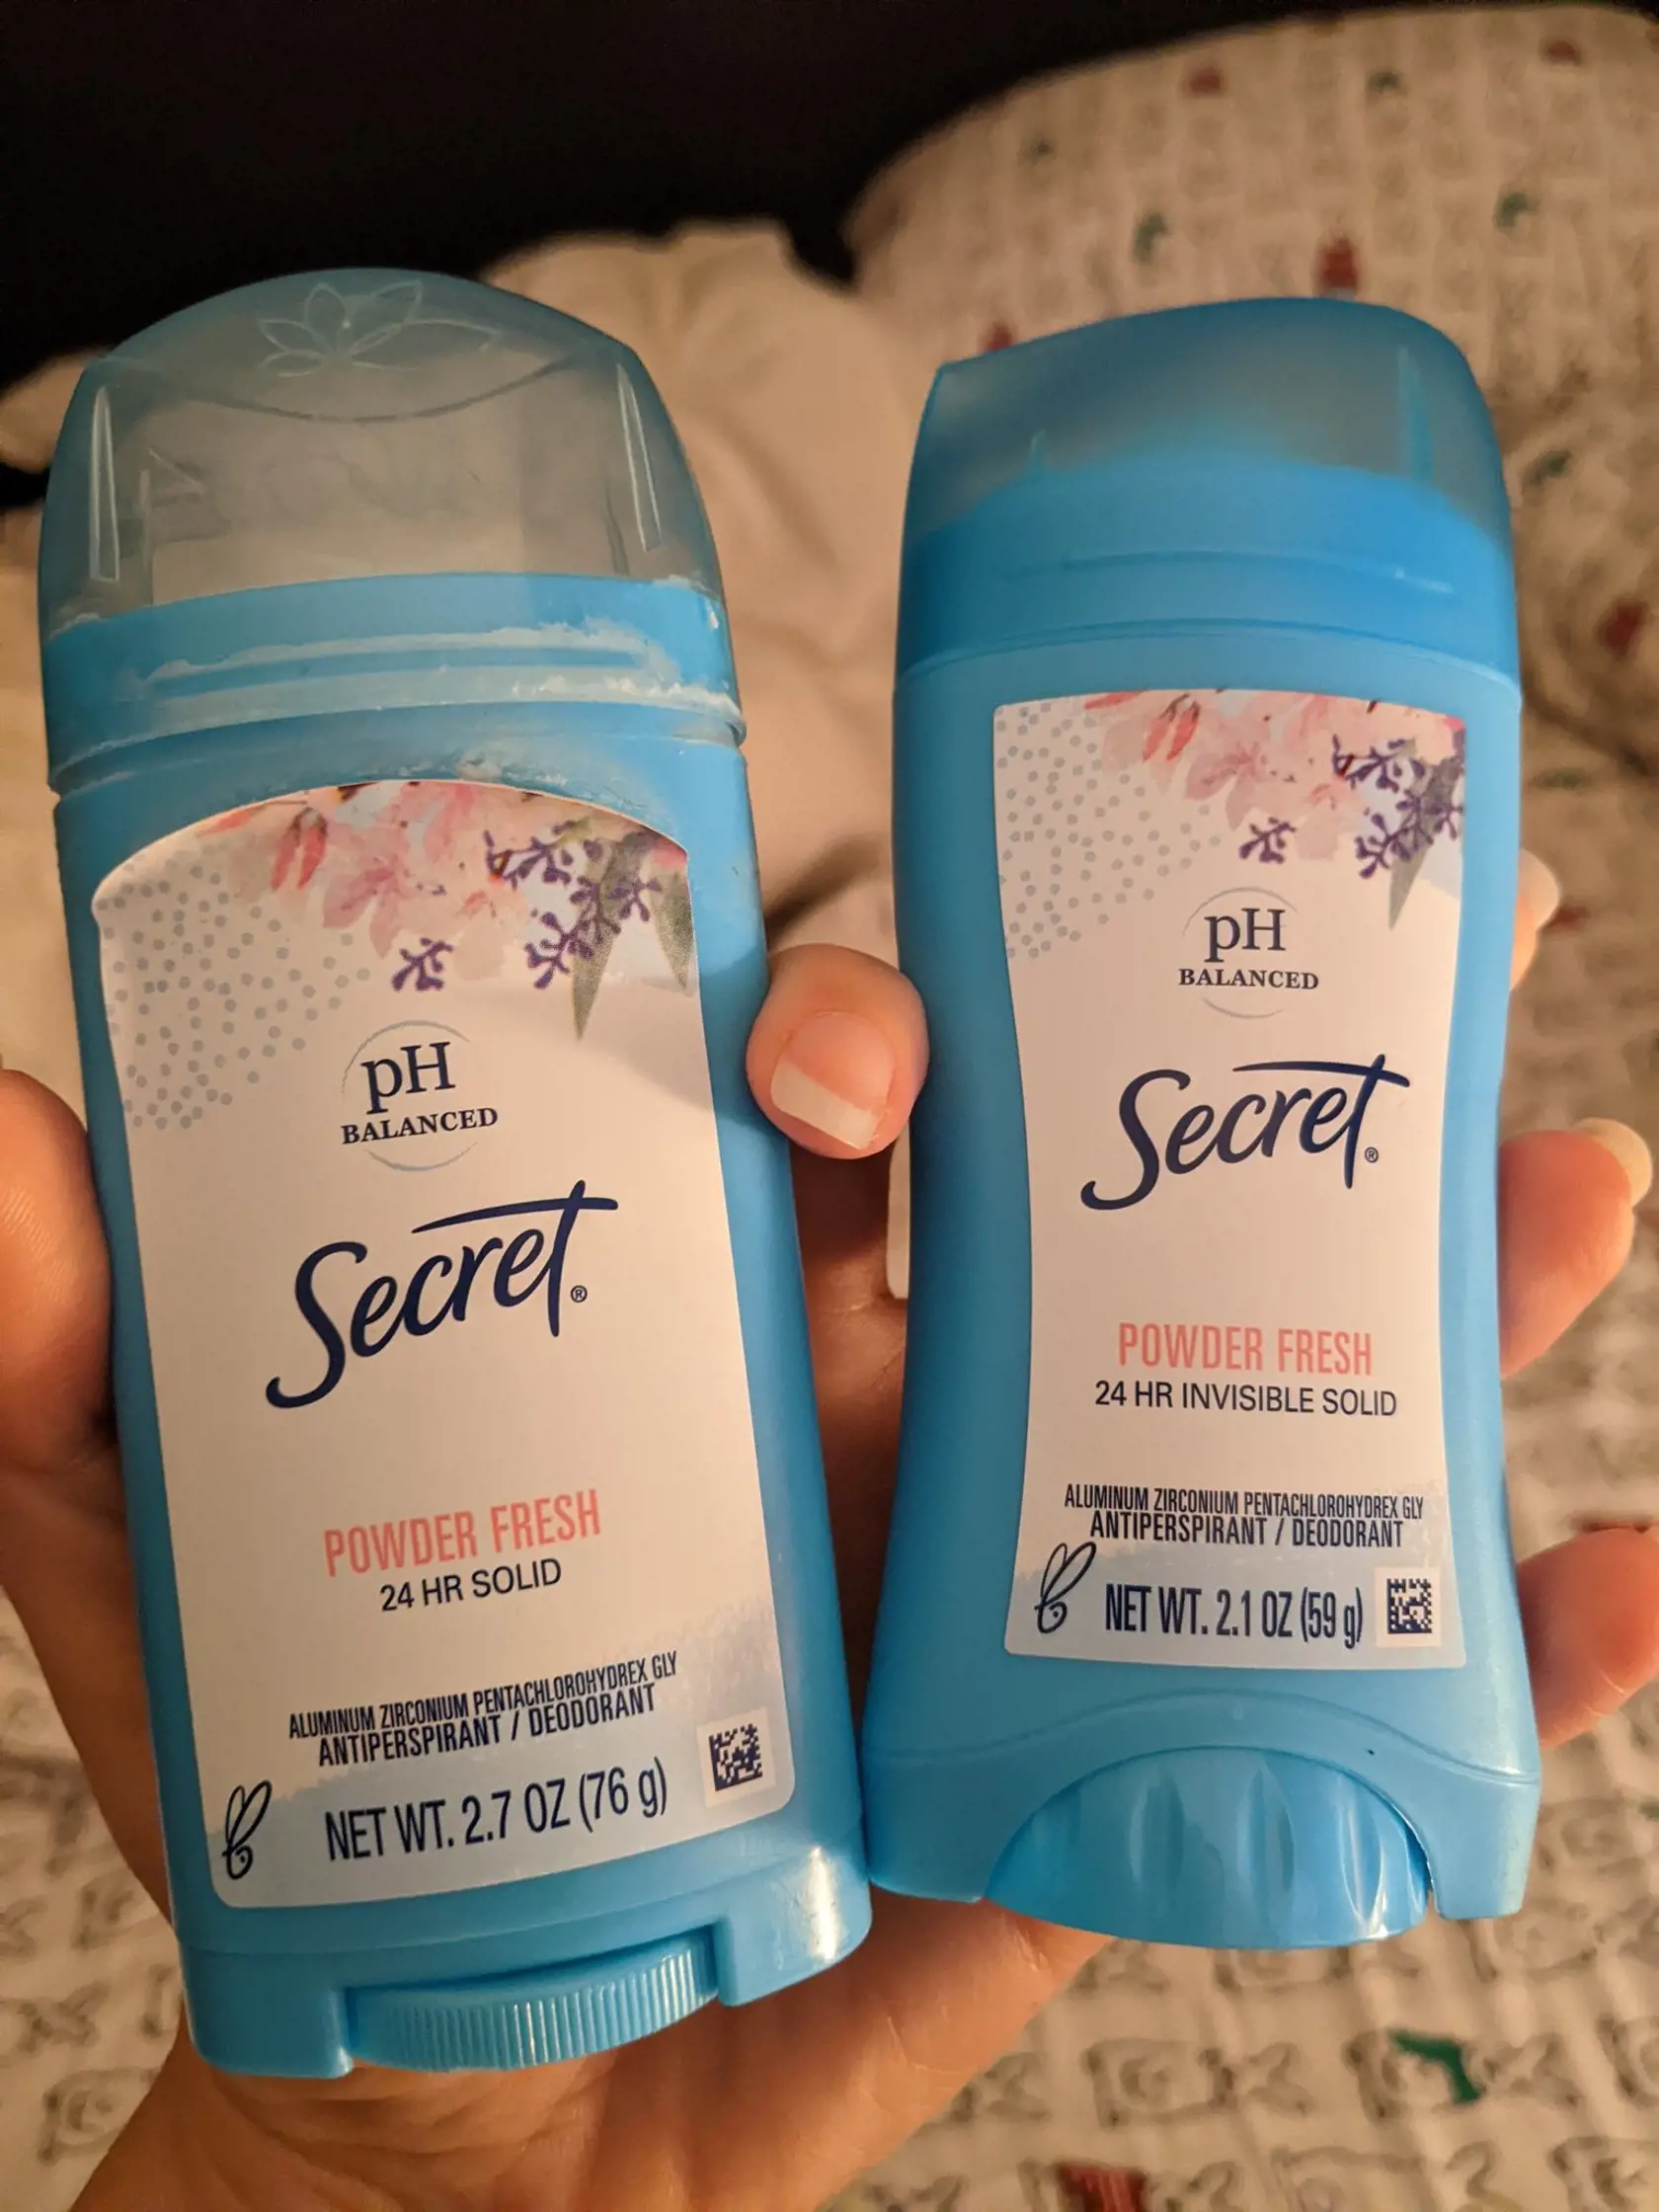 pH
BALANCED
Secret®
POWDER FRESH
24 HR SOLID
ALUMINUM ZIRCONIUM PENTACHLOROHYDREX GLY
ANTIPERSPIRANT / DEODORANT
NET WT. 2.7 OZ (76 g)
pH
BALANCED
Secret®
POWDER FRESH
24 HR INVISIBLE SOLID
ALUMINUM ZIRCONIUM PENTACHLOROHYDREX GLY
ANTIPERSPIRANT / DEODORANT
NET WT. 2.1 OZ (59 g)